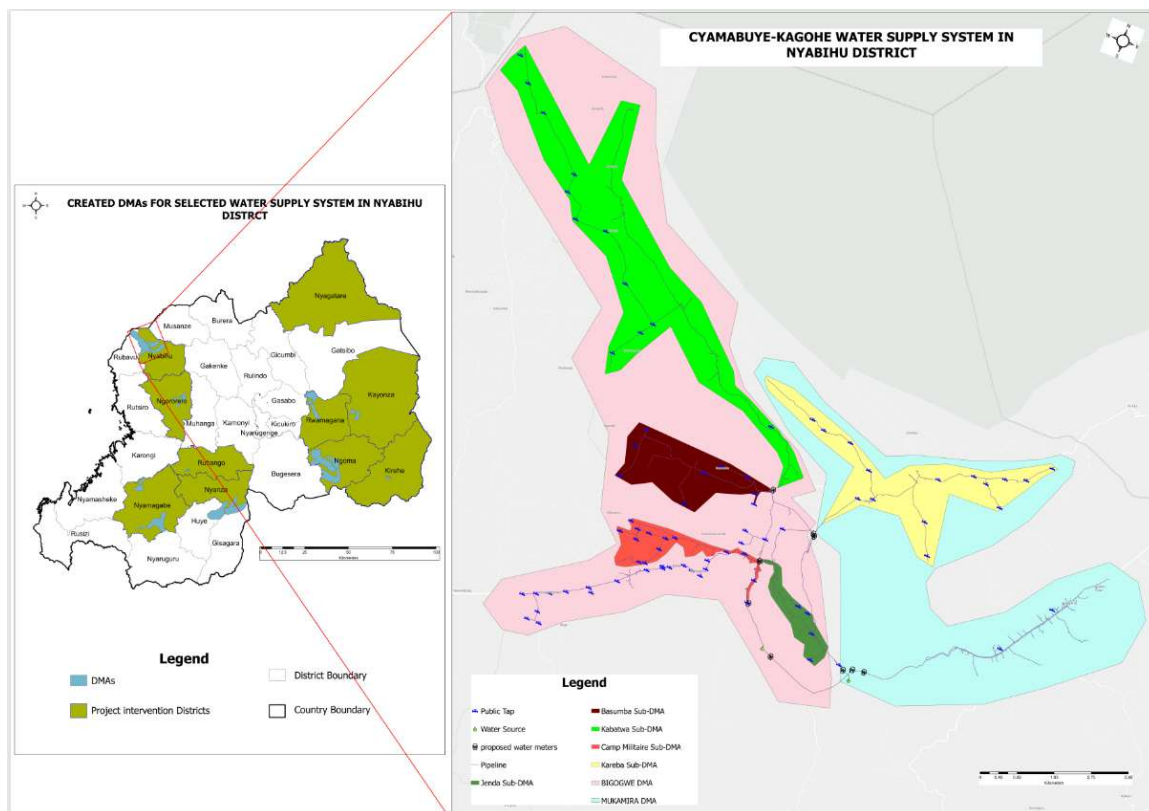 CYAMABUYE-KAGOHE WATER SUPPLY SYSTEM IN
NYABIHU DISTRICT
CREATED DMAs FOR SELECTED WATER SUPPLY SYSTEM IN NYABIHU
DISTRCT
Nyagatare
Burera
Musanze
Gatsibo
Gicumbi
Nyabihu
Rubavu
Gakenke
Rulindo
Kayonza
Gasabo
Ngororero
Rutsiro
Rwamagana
Kamonyi
Kicukiro
Muhanga
Nyarugenge
Karongi
Ngoma
Ruhango
Kirehe
Bugesera
Nyanza
Nyamasheke
Nyamagabe
Huye
Rusizi
Gisagara
Nyaruguru
Legend
DMAs
District Boundary
Project intervention Districts
Country Boundary
Legend
Public Tap
Basumba Sub-DMA
Water Source
Kabatwa Sub-DMA
proposed water meters
Camp Militaire Sub-DMA
Pipeline
Kareba Sub-DMA
Jenda Sub-DMA
BIGOGWE DMA
MUKAMIRA DMA